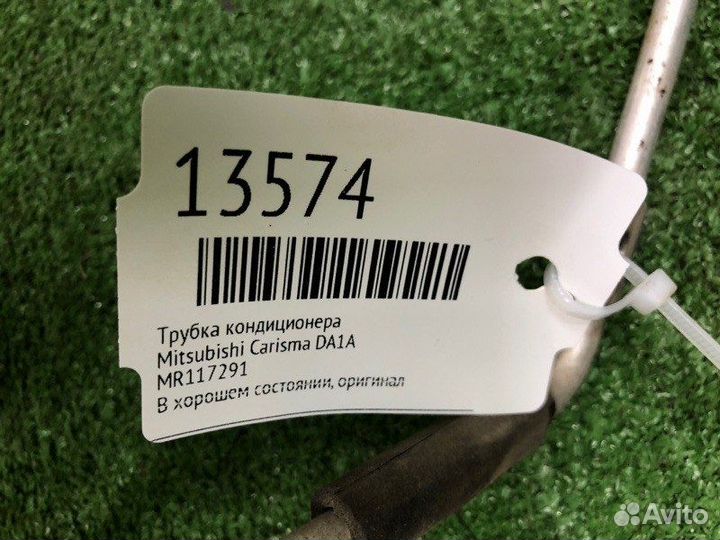 13574
Трубка кондиционера
Mitsubishi Carisma DA1A
MR117291
В хорошем состоянии, оригинал
Avito